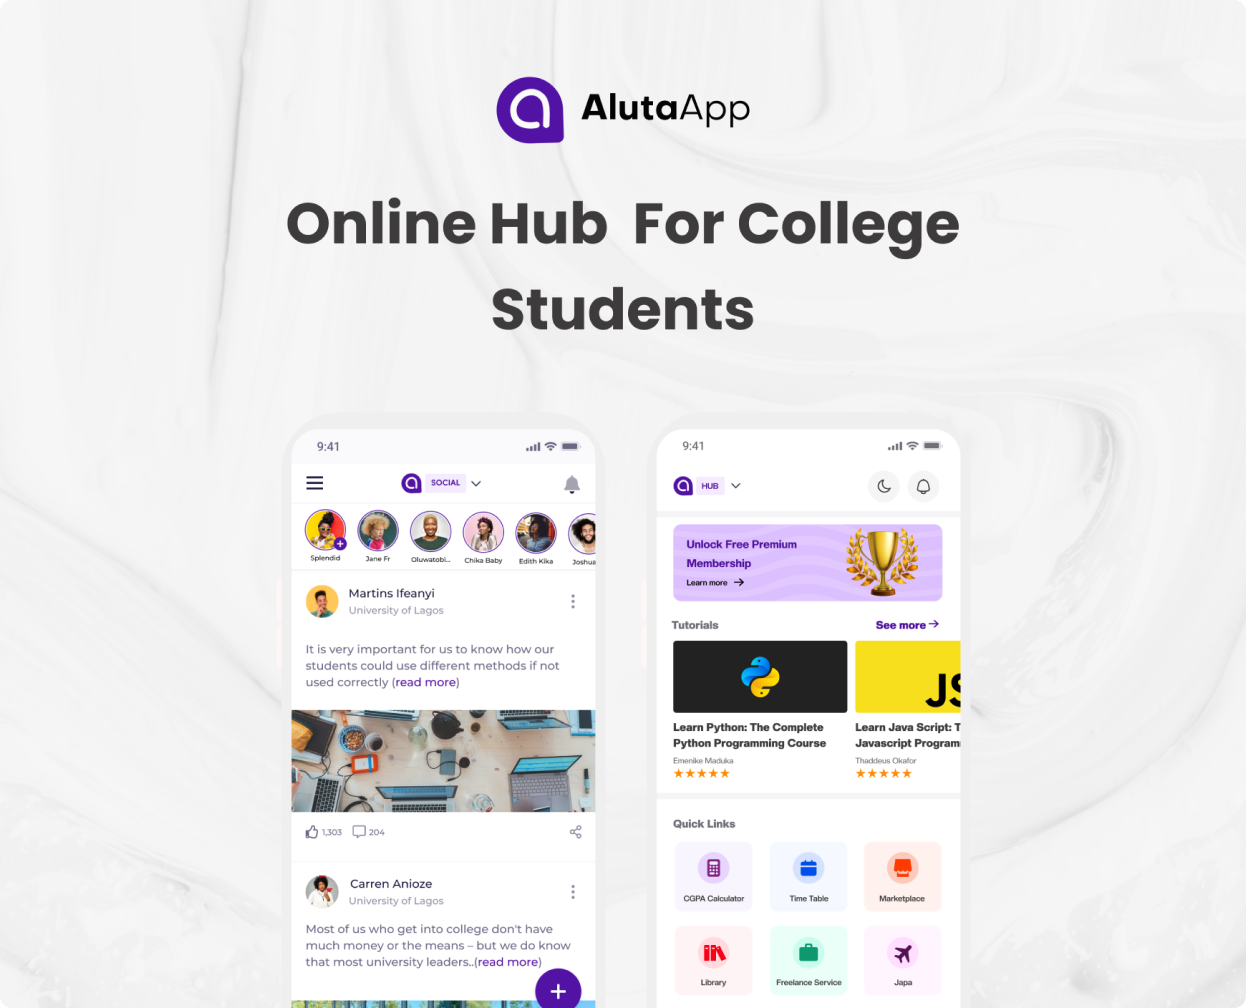 AlutaApp
Online Hub For College
Students
9:41
SOCIAL
Splendid
Jane Fr
Oluwatobi...
Chika Baby
Edith Kika
Joshua
Martins Ifeanyi
University of Lagos
It is very important for us to know how our
students could use different methods if not
used correctly (read more)
1,303
204
Carren Anioze
University of Lagos
Most of us who get into college don't have
much money or the means – but we do know
that most university leaders..(read more)
9:41
HUB
Unlock Free Premium
Membership
Learn more
Tutorials
See more
JS
Learn Python: The Complete
Python Programming Course
Emenike Maduka
Learn Java Script: T
Javascript Program
Thaddeus Okafor
Quick Links
CGPA Calculator
Time Table
Marketplace
Library
Freelance Service
Japa